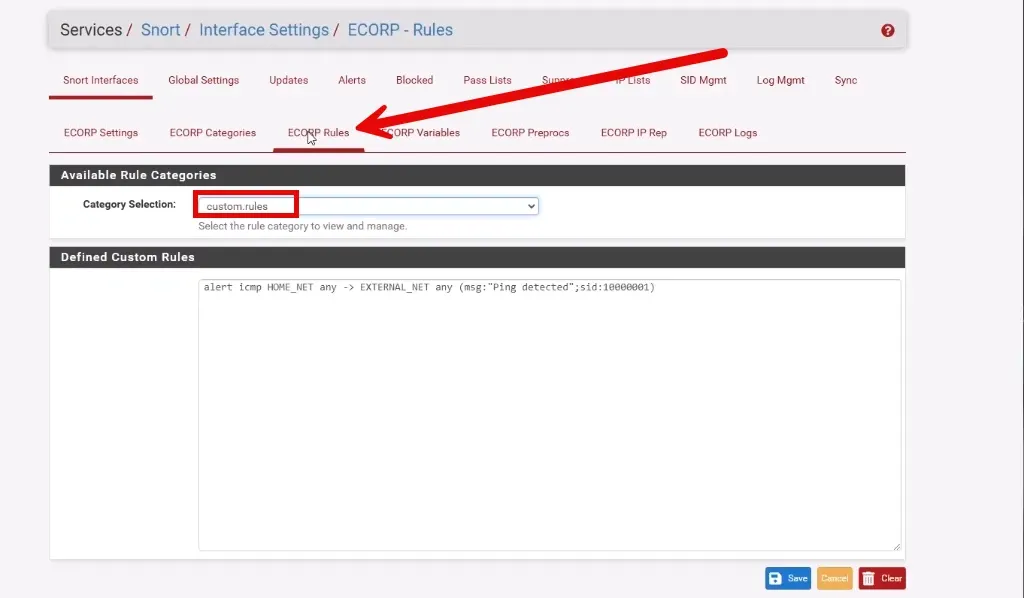 Services / Snort / Interface Settings / ECORP - Rules
Snort Interfaces Global Settings Updates Alerts Blocked Pass Lists Lists SID Mgmt Log Mgmt Sync
ECORP Settings ECORP Categories ECORP Rules ECORP Variables ECORP Preprocs ECORP IP Rep ECORP Logs
Available Rule Categories
Category Selection: custom.rules
Select the rule category to view and manage.
Defined Custom Rules
alert icmp HOME_NET any -> EXTERNAL_NET any (msg:"Ping detected";sid:10000001)
Save Cancel Clear